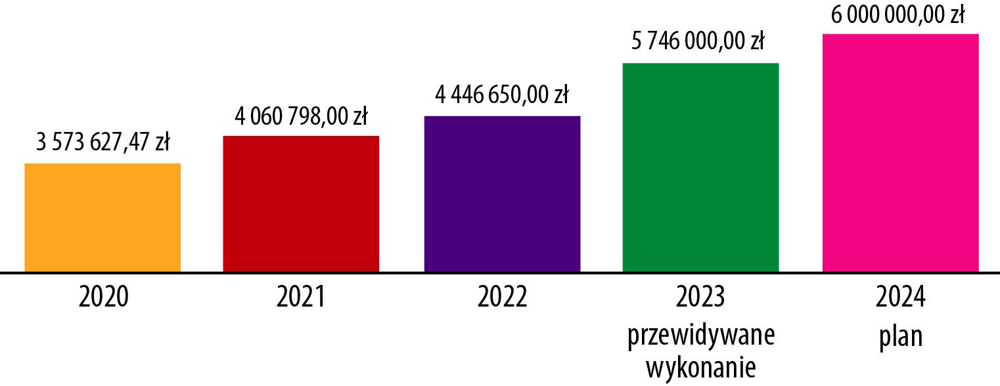 3 573 627,47 zł
4 060 798,00 zł
4 446 650,00 zł
5 746 000,00 zł
6 000 000,00 zł
2020
2021
2022
2023
przewidywane
wykonanie
2024
plan